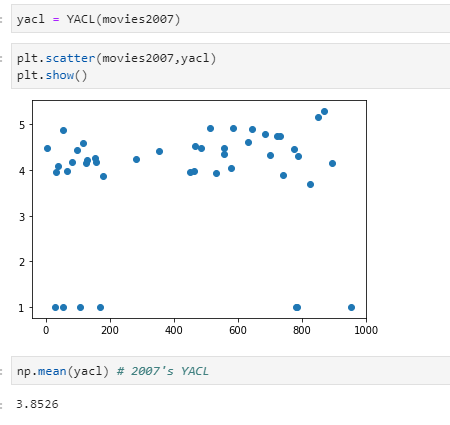 yacl = YACL(movies2007)
plt.scatter(movies2007,yacl)
plt.show()
5
4
3
2
1
0 200 400 600 800 1000
np.mean(yacl) # 2007's YACL
3.8526